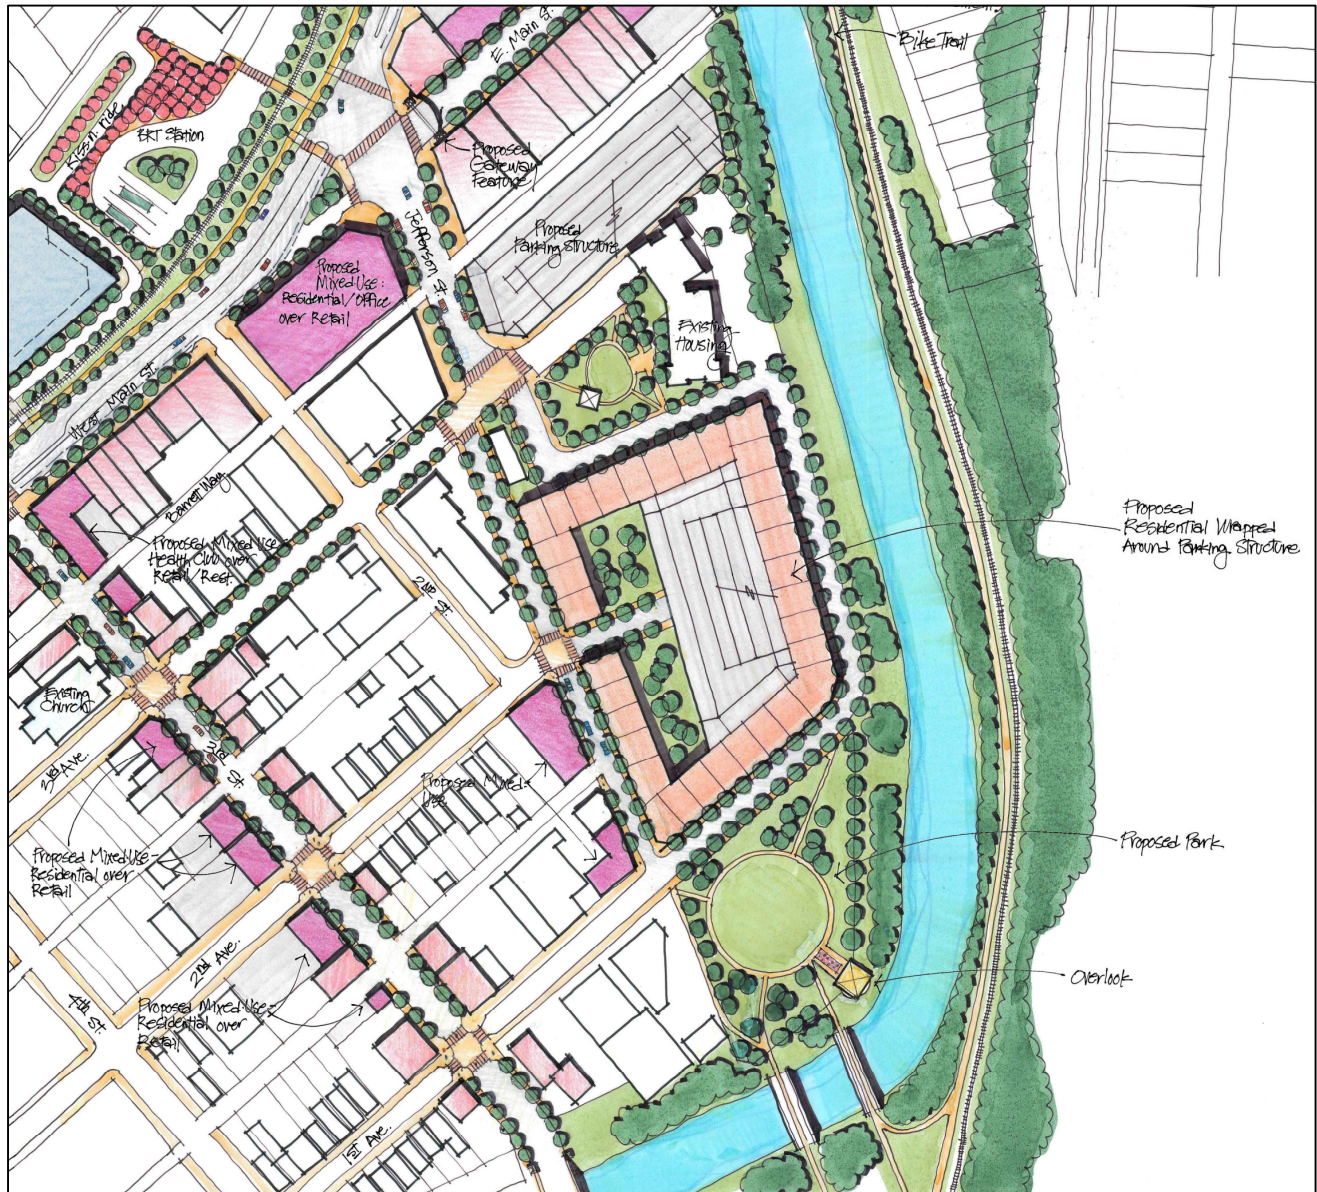 Bike Trail
E. Main St.
Kiss n. ride
BRT Station
Proposed
Gateway
Feature
Jefferson St.
Proposed
Parking Structure
Proposed
Mixed Use:
Residential/Office
over Retail
Existing
Housing
West Main St.
Barnet Way
Proposed Mixed Use-
Health Club over
Retail/Rest.
2nd St.
Proposed
Residential Wrapped
Around Parking Structure
Existing
Church
3rd Ave.
3rd St.
Proposed Mixed-
Use
Proposed Mixed-Use-
Residential over
Retail
Proposed Park
2nd Ave.
Overlook
4th St.
Proposed Mixed-Use-
Residential over
Retail
1st Ave.